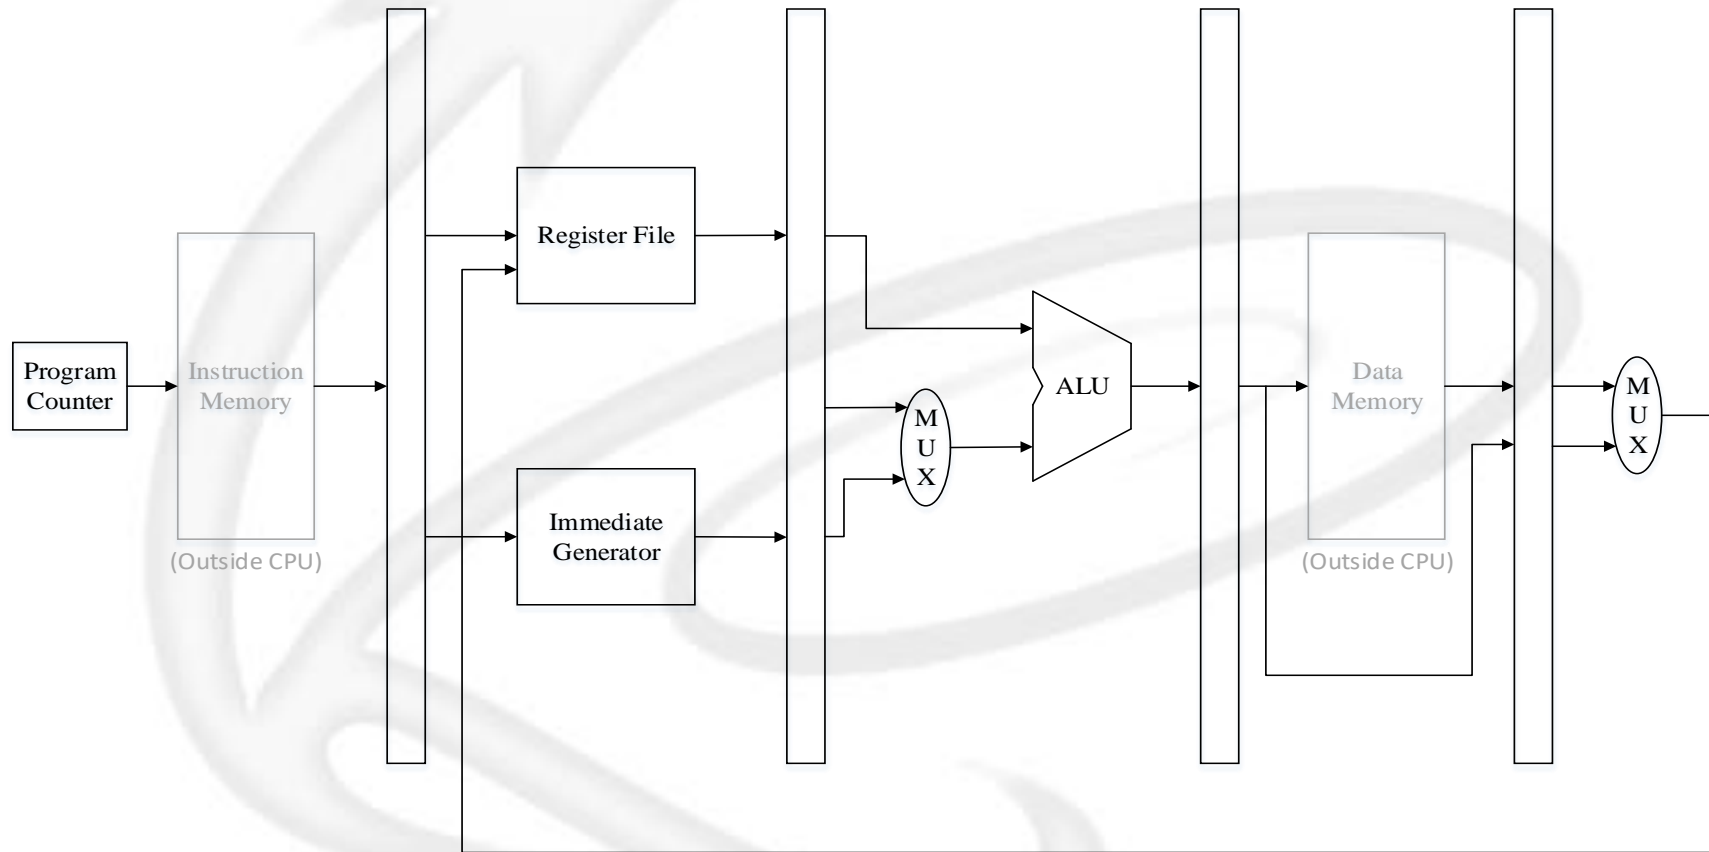 Program
Counter
Instruction
Memory
(Outside CPU)
Register File
Immediate
Generator
M
U
X
ALU
Data
Memory
(Outside CPU)
M
U
X